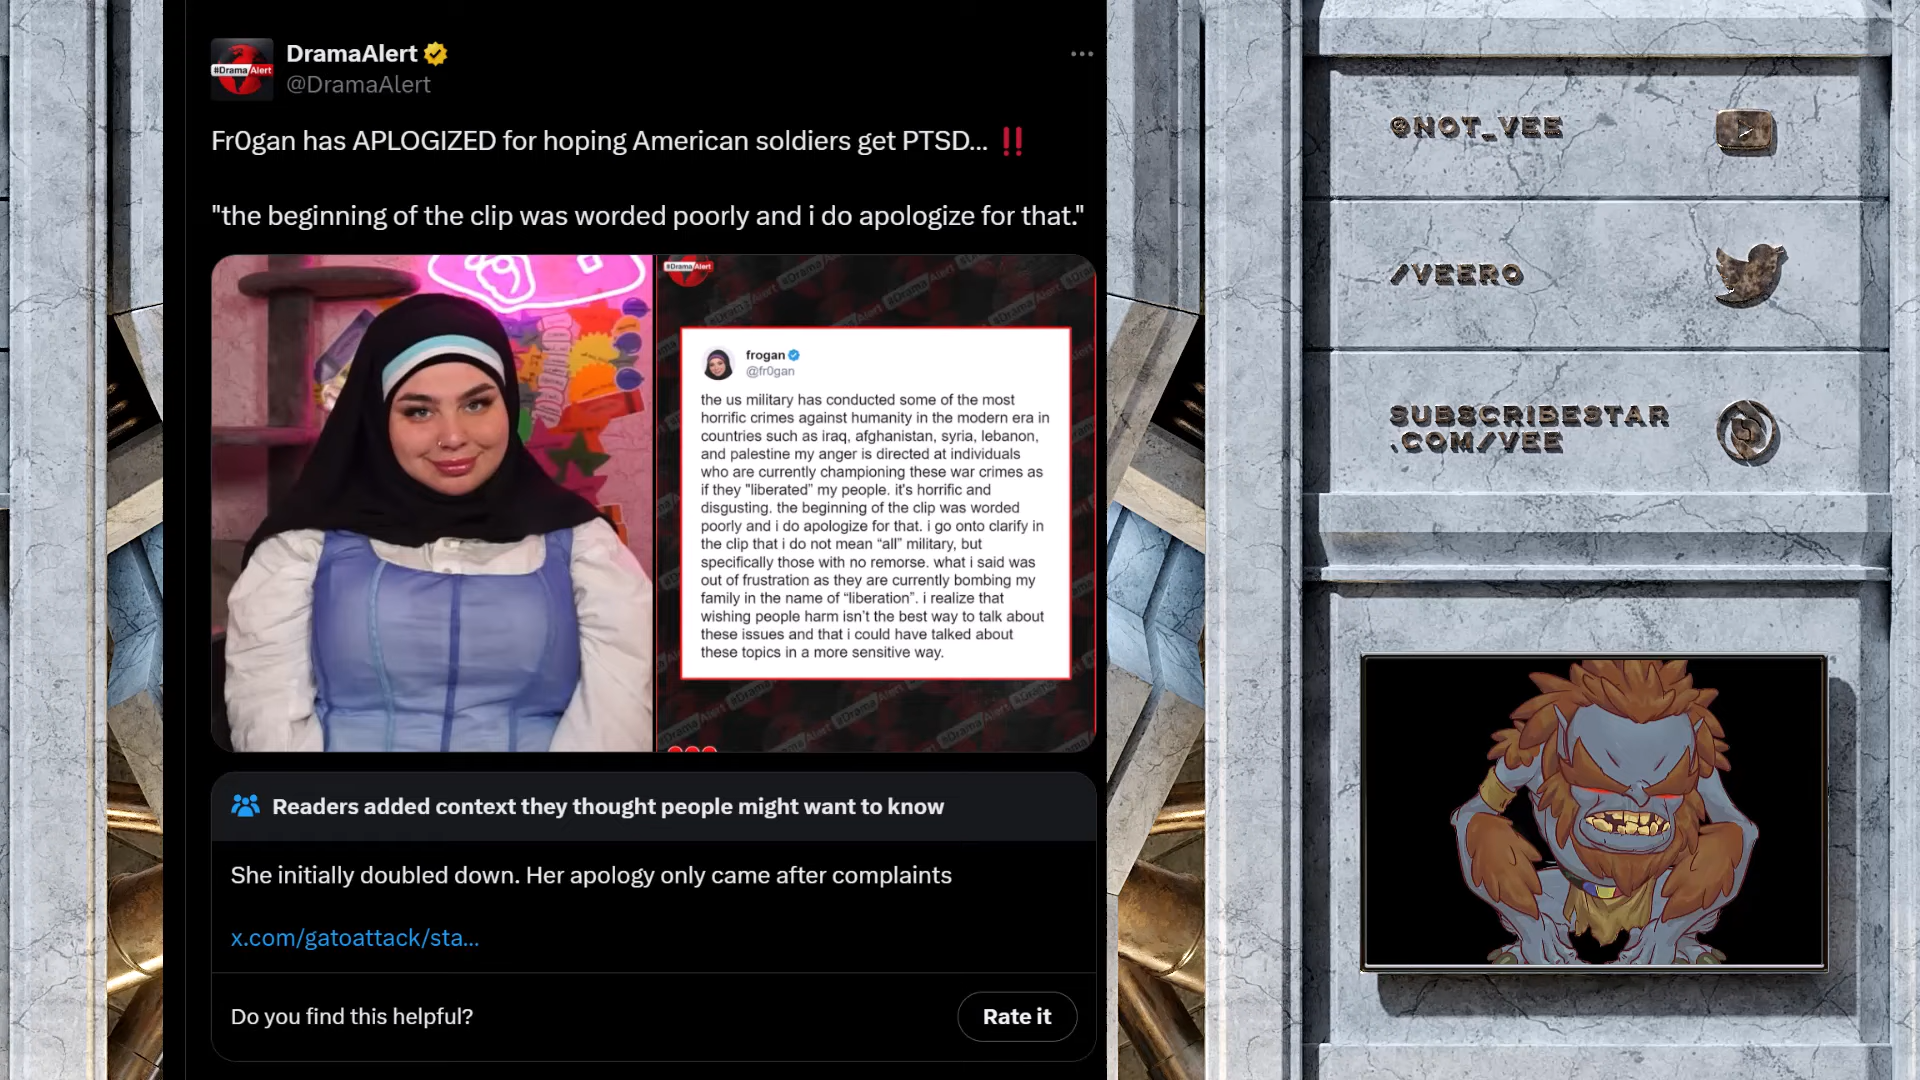 DramaAlert
@DramaAlert
#Drama Alert
Fr0gan has APLOGIZED for hoping American soldiers get PTSD... ‼️
"the beginning of the clip was worded poorly and i do apologize for that."
#Drama Alert
frogan
@fr0gan
the us military has conducted some of the most
horrific crimes against humanity in the modern era in
countries such as iraq, afghanistan, syria, lebanon,
and palestine my anger is directed at individuals
who are currently championing these war crimes as
if they "liberated" my people. it's horrific and
disgusting. the beginning of the clip was worded
poorly and i do apologize for that. i go onto clarify in
the clip that i do not mean “all” military, but
specifically those with no remorse. what i said was
out of frustration as they are currently bombing my
family in the name of “liberation”. i realize that
wishing people harm isn’t the best way to talk about
these issues and that i could have talked about
these topics in a more sensitive way.
Readers added context they thought people might want to know
She initially doubled down. Her apology only came after complaints
x.com/gatoattack/sta...
Do you find this helpful?
Rate it
@NOT_VEE
/VEERO
SUBSCRIBESTAR
.COM/VEE